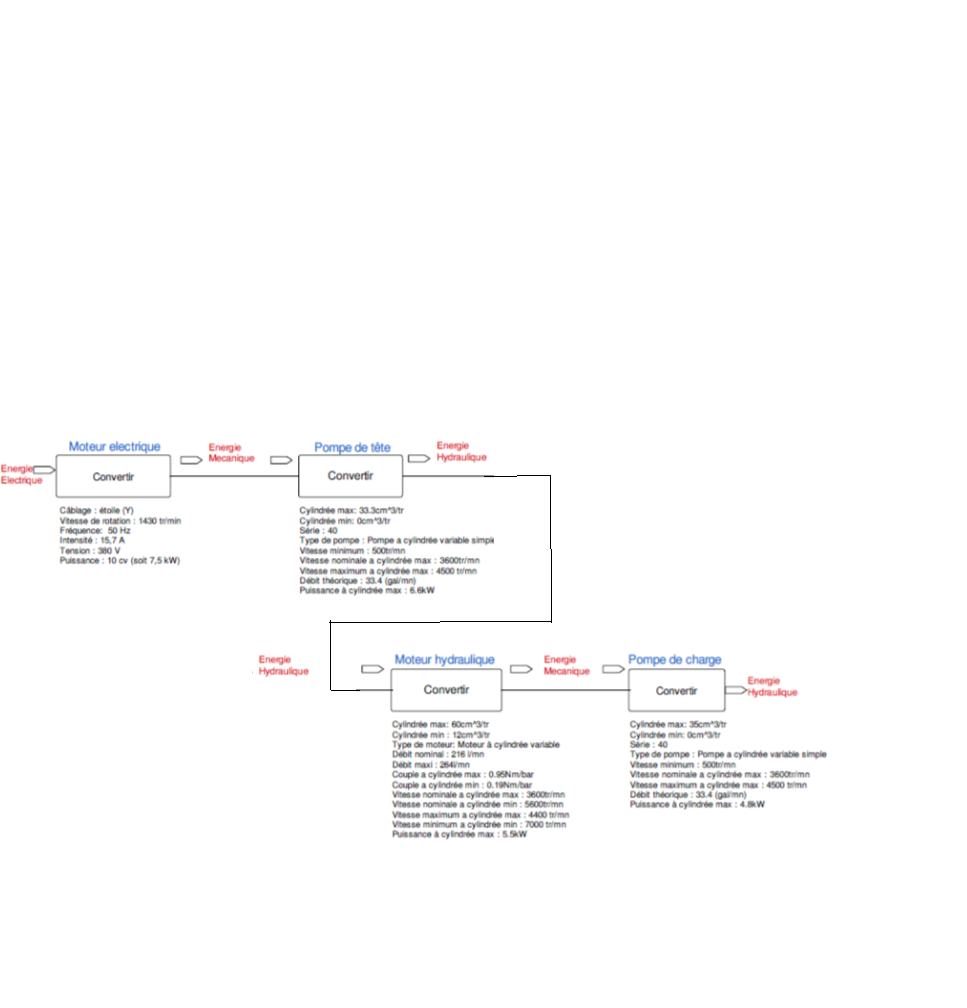 Moteur electrique
Energie
Mecanique
Pompe de tête
Energie
Hydraulique
Energie
Electrique
Convertir
Convertir
Câblage : étoile (Y)
Vitesse de rotation : 1430 tr/min
Fréquence: 50 Hz
Intensité : 15,7 A
Tension : 380 V
Puissance : 10 cv (soit 7,5 kW)
Cylindrée max: 33.3cm^3/tr
Cylindrée min: 0cm^3/tr
Série : 40
Type de pompe : Pompe a cylindrée variable simple
Vitesse minimum : 500tr/mn
Vitesse nominale a cylindrée max : 3600tr/mn
Vitesse maximum a cylindrée max : 4500 tr/mn
Débit théorique : 33.4 (gal/mn)
Puissance à cylindrée max : 6.6kW
Energie
Hydraulique
Moteur hydraulique
Energie
Mecanique
Pompe de charge
Energie
Hydraulique
Convertir
Convertir
Cylindrée max: 60cm^3/tr
Cylindrée min : 12cm^3/tr
Type de moteur: Moteur à cylindrée variable
Débit nominal : 216 l/mn
Débit maxi : 264l/mn
Couple a cylindrée max : 0.95Nm/bar
Couple a cylindrée min : 0.19Nm/bar
Vitesse nominale a cylindrée max : 3600tr/mn
Vitesse nominale a cylindrée min : 5600tr/mn
Vitesse maximum a cylindrée max : 4400 tr/mn
Vitesse minimum a cylindrée min : 7000 tr/mn
Puissance à cylindrée max : 5.5kW
Cylindrée max: 35cm^3/tr
Cylindrée min: 0cm^3/tr
Série : 40
Type de pompe : Pompe a cylindrée variable simple
Vitesse minimum : 500tr/mn
Vitesse nominale a cylindrée max : 3600tr/mn
Vitesse maximum a cylindrée max : 4500 tr/mn
Débit théorique : 33.4 (gal/mn)
Puissance à cylindrée max : 4.8kW